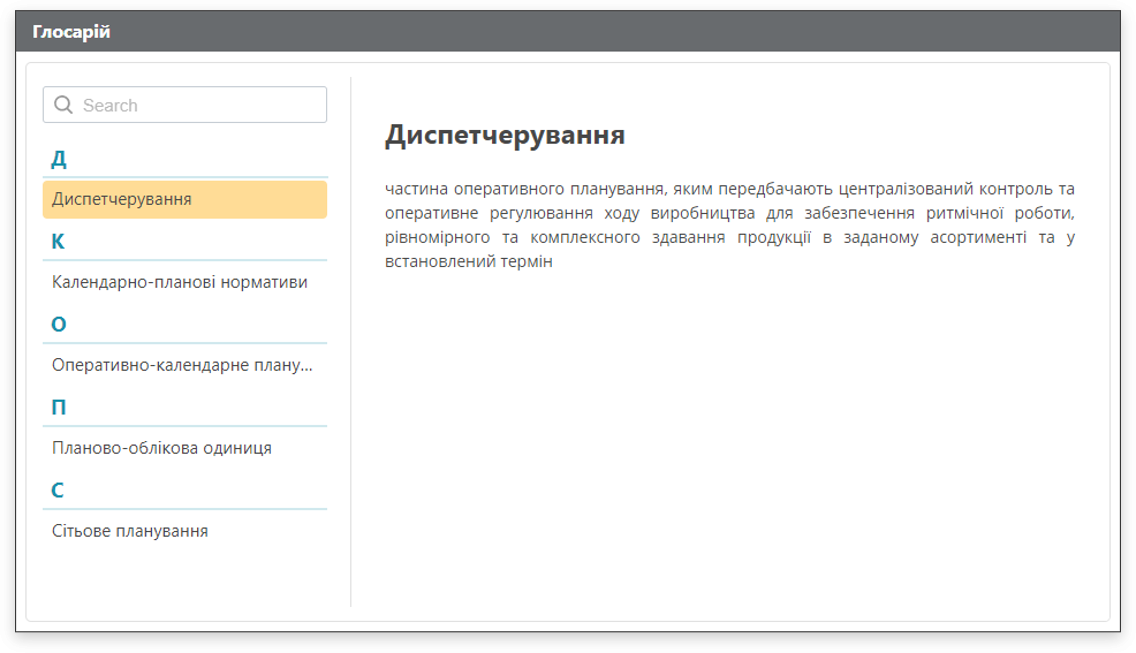 Глосарій
Search
Д
Диспетчерування
К
Календарно-планові нормативи
О
Оперативно-календарне плану...
П
Планово-облікова одиниця
С
Сітьове планування
Диспетчерування
частина оперативного планування, яким передбачають централізований контроль та
оперативне регулювання ходу виробництва для забезпечення ритмічної роботи,
рівномірного та комплексного здавання продукції в заданому асортименті та у
встановлений термін